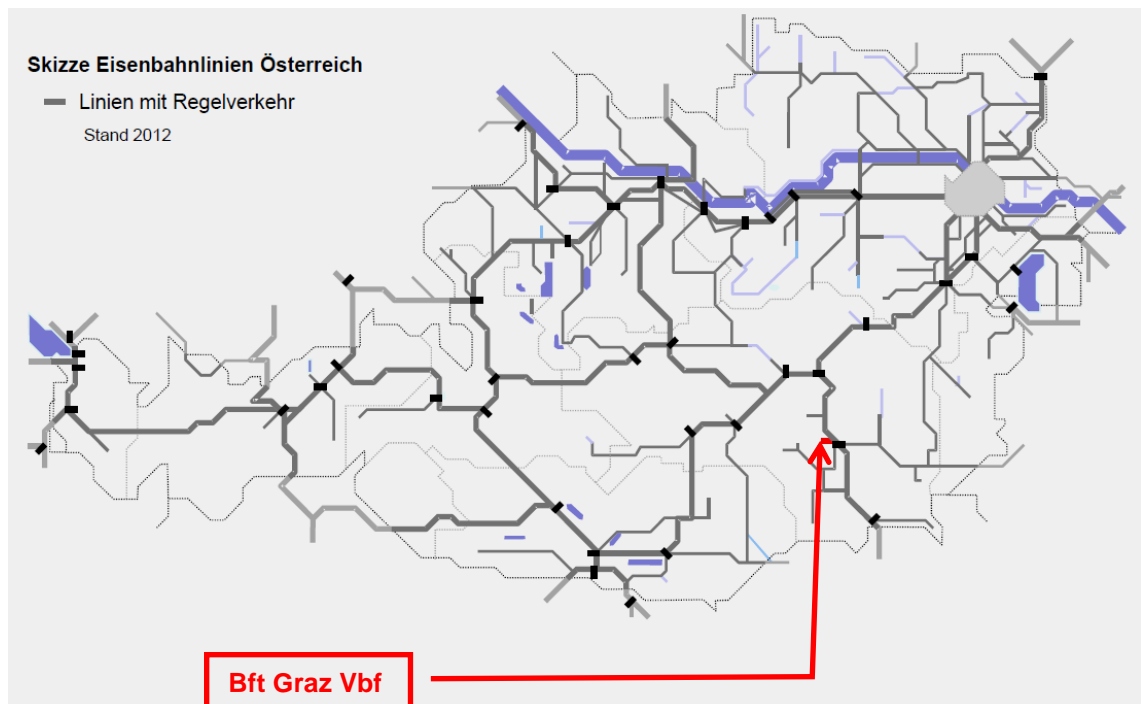 Skizze Eisenbahnlinien Österreich
Linien mit Regelverkehr
Stand 2012
Bft Graz Vbf